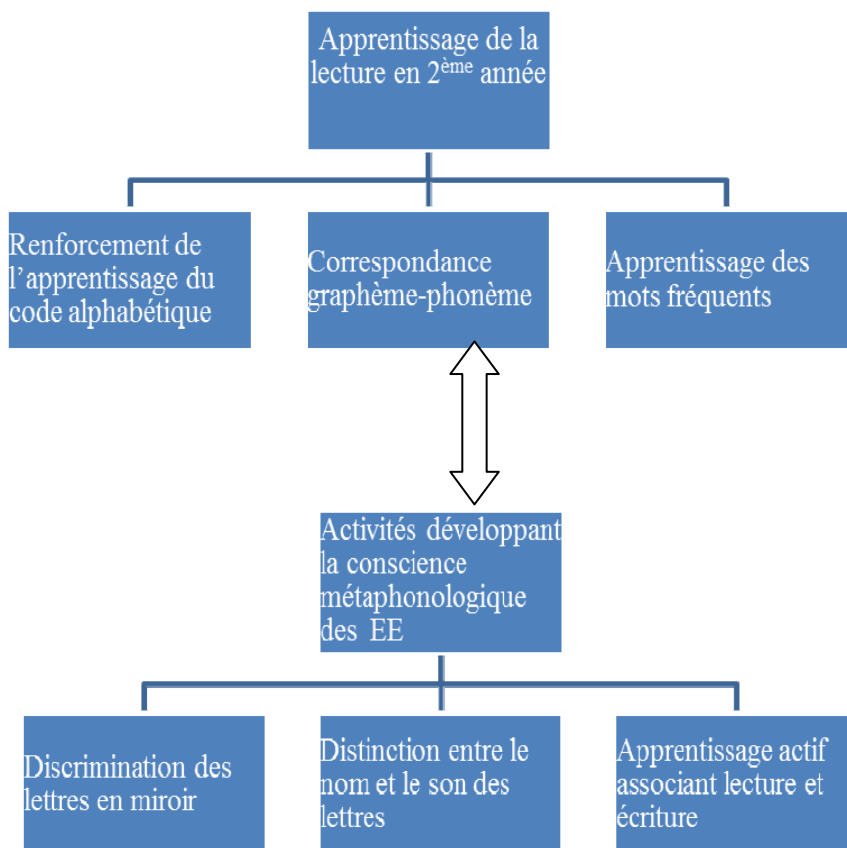 Apprentissage de la
lecture en 2ème année
Renforcement de
l’apprentissage du
code alphabétique
Correspondance
graphème-phonème
Apprentissage des
mots fréquents
Activités développant
la conscience
métaphonologique
des EE
Discrimination des
lettres en miroir
Distinction entre le
nom et le son des
lettres
Apprentissage actif
associant lecture et
écriture